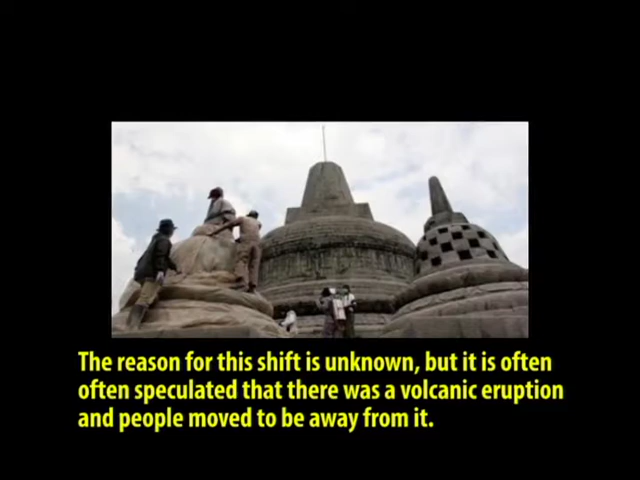 The reason for this shift is unknown, but it is often
often speculated that there was a volcanic eruption
and people moved to be away from it.